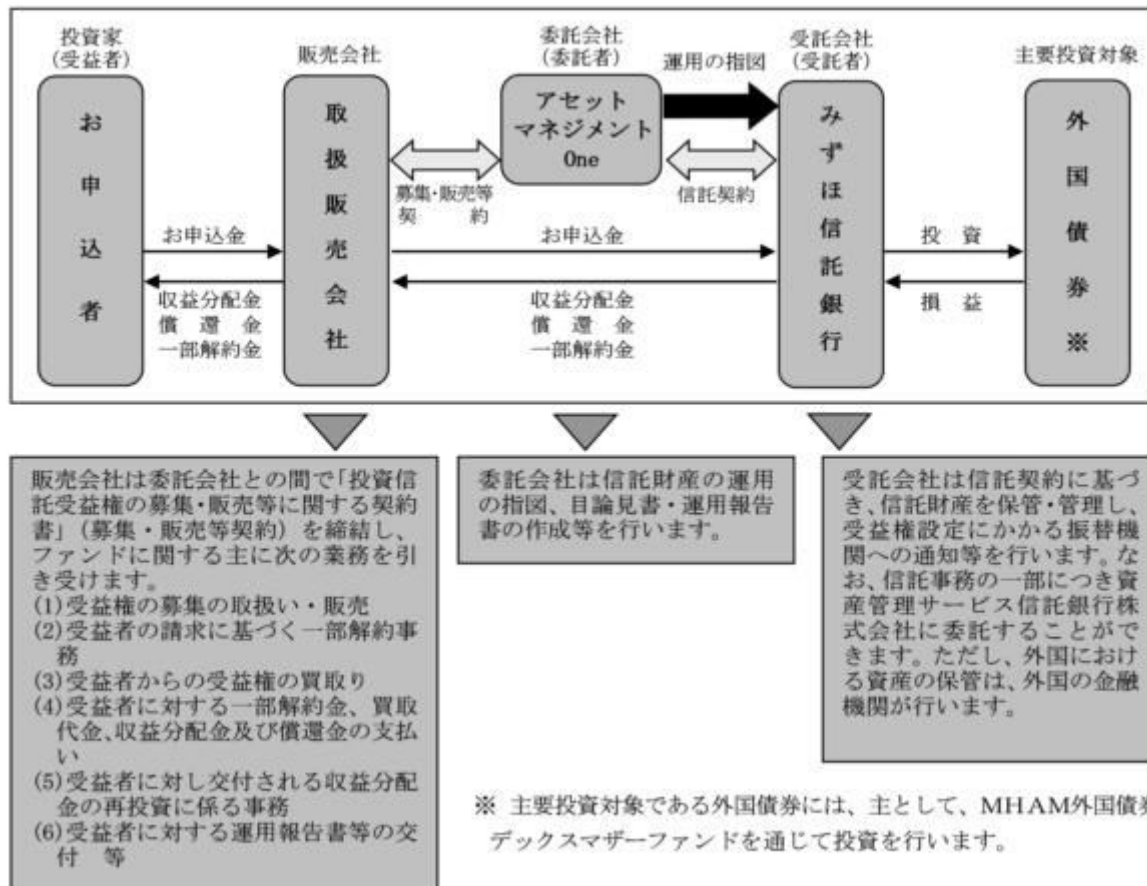 投資家
(受益者)
販売会社
委託会社
(委託者)
運用の指図
受託会社
(受託者)
主要投資対象
お申込者
取扱販売会社
アセット
マネジメント
One
みずほ信託銀行
外国債券※
募集・販売等
契　約
信託契約
お申込金
お申込金
投　資
収益分配金
償　還　金
一部解約金
収益分配金
償　還　金
一部解約金
損　益
販売会社は委託会社との間で「投資信
託受益権の募集・販売等に関する契約
書」（募集・販売等契約）を締結し、
ファンドに関する主に次の業務を引
き受けます。
(1)受益権の募集の取扱い・販売
(2)受益者の請求に基づく一部解約事
務
(3)受益者からの受益権の買取り
(4)受益者に対する一部解約金、買取
代金、収益分配金及び償還金の支払
い
(5)受益者に対し交付される収益分配
金の再投資に係る事務
(6)受益者に対する運用報告書等の交
付　等
委託会社は信託財産の運用
の指図、目論見書・運用報告
書の作成等を行います。
受託会社は信託契約に基づ
き、信託財産を保管・管理し、
受益権設定にかかる振替機
関への通知等を行います。な
お、信託事務の一部につき資
産管理サービス信託銀行株
式会社に委託することがで
きます。ただし、外国におけ
る資産の保管は、外国の金融
機関が行います。
※ 主要投資対象である外国債券には、主として、MHAM外国債券
デックスマザーファンドを通じて投資を行います。